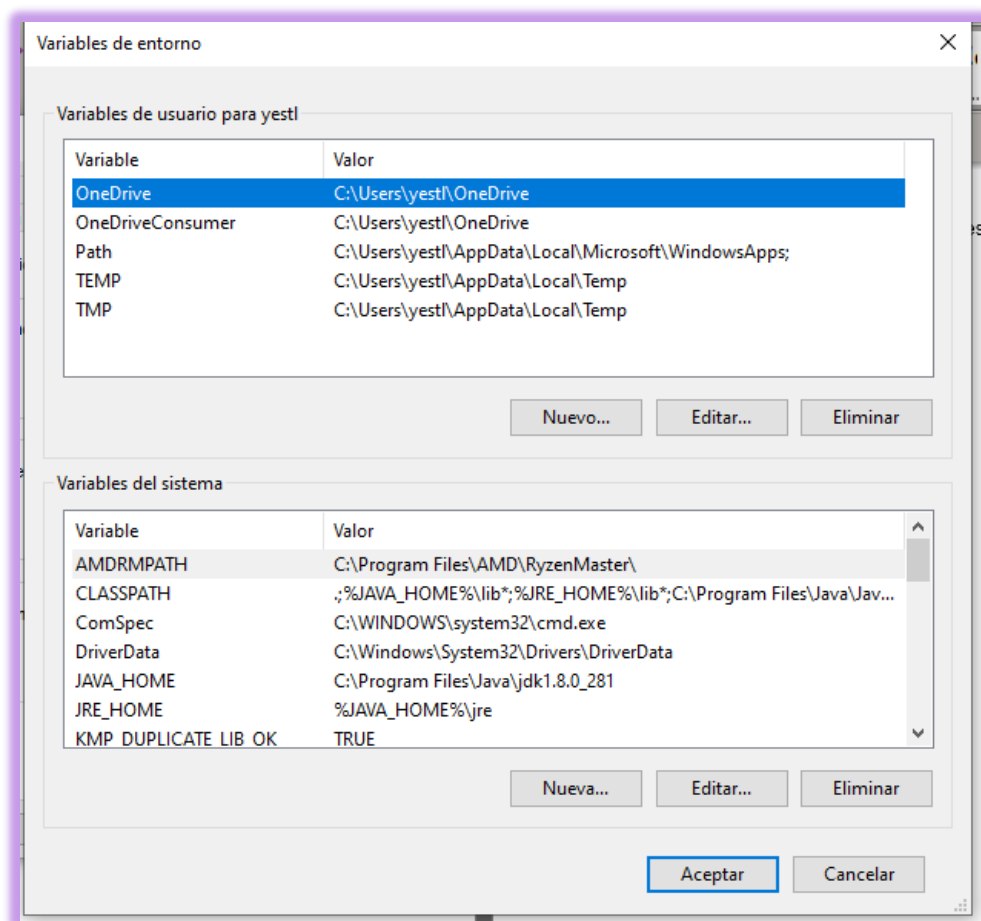 Variables de entorno
Variables de usuario para yestl
Variable Valor
OneDrive C:\Users\yestl\OneDrive
OneDriveConsumer C:\Users\yestl\OneDrive
Path C:\Users\yestl\AppData\Local\Microsoft\WindowsApps;
TEMP C:\Users\yestl\AppData\Local\Temp
TMP C:\Users\yestl\AppData\Local\Temp
Nuevo... Editar... Eliminar
Variables del sistema
Variable Valor
AMDRMPATH C:\Program Files\AMD\RyzenMaster\
CLASSPATH .;%JAVA_HOME%\lib*;%JRE_HOME%\lib*;C:\Program Files\Java\Jav...
ComSpec C:\WINDOWS\system32\cmd.exe
DriverData C:\Windows\System32\Drivers\DriverData
JAVA_HOME C:\Program Files\Java\jdk1.8.0_281
JRE_HOME %JAVA_HOME%\jre
KMP_DUPLICATE_LIB_OK TRUE
Nueva... Editar... Eliminar
Aceptar Cancelar